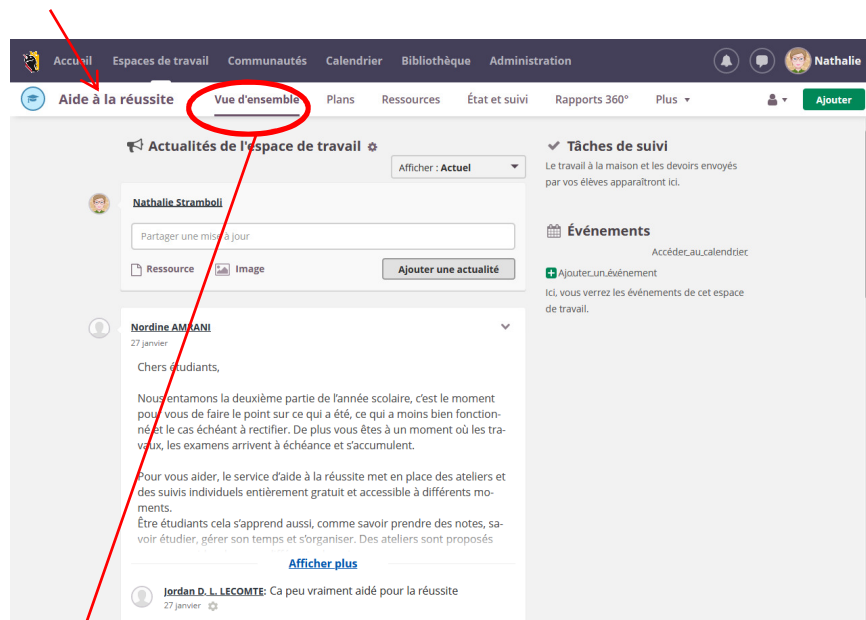 Accueil Espaces de travail Communautés Calendrier Bibliothèque Administration Nathalie
Aide à la réussite Vue d'ensemble Plans Ressources État et suivi Rapports 360° Plus Ajouter
Actualités de l'espace de travail
Afficher : Actuel
Nathalie Stramboli
Partager une mise à jour
Ressource Image Ajouter une actualité
Nordine AMRANI
27 janvier
Chers étudiants,
Nous entamons la deuxième partie de l'année scolaire, c'est le moment
pour vous de faire le point sur ce qui a été, ce qui a moins bien fonction-
né et le cas échéant à rectifier. De plus vous êtes à un moment où les tra-
vaux, les examens arrivent à échéance et s'accumulent.
Pour vous aider, le service d'aide à la réussite met en place des ateliers et
des suivis individuels entièrement gratuit et accessible à différents mo-
ments.
Être étudiants cela s'apprend aussi, comme savoir prendre des notes, sa-
voir étudier, gérer son temps et s'organiser. Des ateliers sont proposés
Afficher plus
Jordan D. L. LECOMTE: Ca peu vraiment aidé pour la réussite
27 janvier
Tâches de suivi
Le travail à la maison et les devoirs envoyés
par vos élèves apparaîtront ici.
Événements
Accéder au calendrier
Ajouter un événement
Ici, vous verrez les événements de cet espace
de travail.